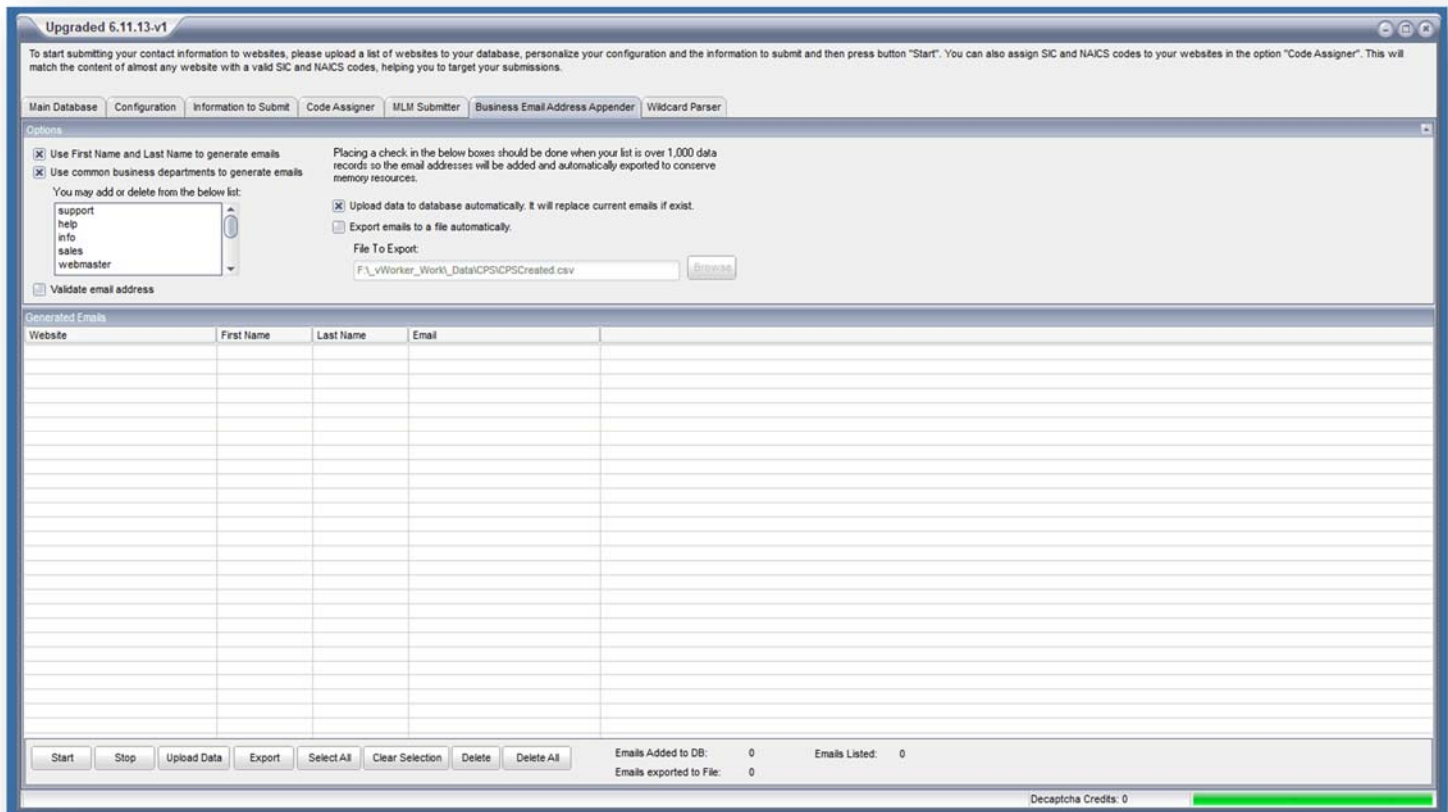 Upgraded 6.11.13-v1
To start submitting your contact information to websites, please upload a list of websites to your database, personalize your configuration and the information to submit and then press button "Start". You can also assign SIC and NAICS codes to your websites in the option "Code Assigner". This will
match the content of almost any website with a valid SIC and NAICS codes, helping you to target your submissions.
Main Database Configuration Information to Submit Code Assigner MLM Submitter Business Email Address Appender Wildcard Parser
Options
Use First Name and Last Name to generate emails
Use common business departments to generate emails
You may add or delete from the below list:
support
help
info
sales
webmaster
Validate email address
Placing a check in the below boxes should be done when your list is over 1,000 data
records so the email addresses will be added and automatically exported to conserve
memory resources.
Upload data to database automatically. It will replace current emails if exist.
Export emails to a file automatically.
File To Export:
F:\_vWorker_Work\_Data\CPS\CPSCreated.csv Browse
Generated Emails
Website First Name Last Name Email
Start Stop Upload Data Export Select All Clear Selection Delete Delete All
Emails Added to DB: 0 Emails Listed: 0
Emails exported to File: 0
Decaptcha Credits: 0